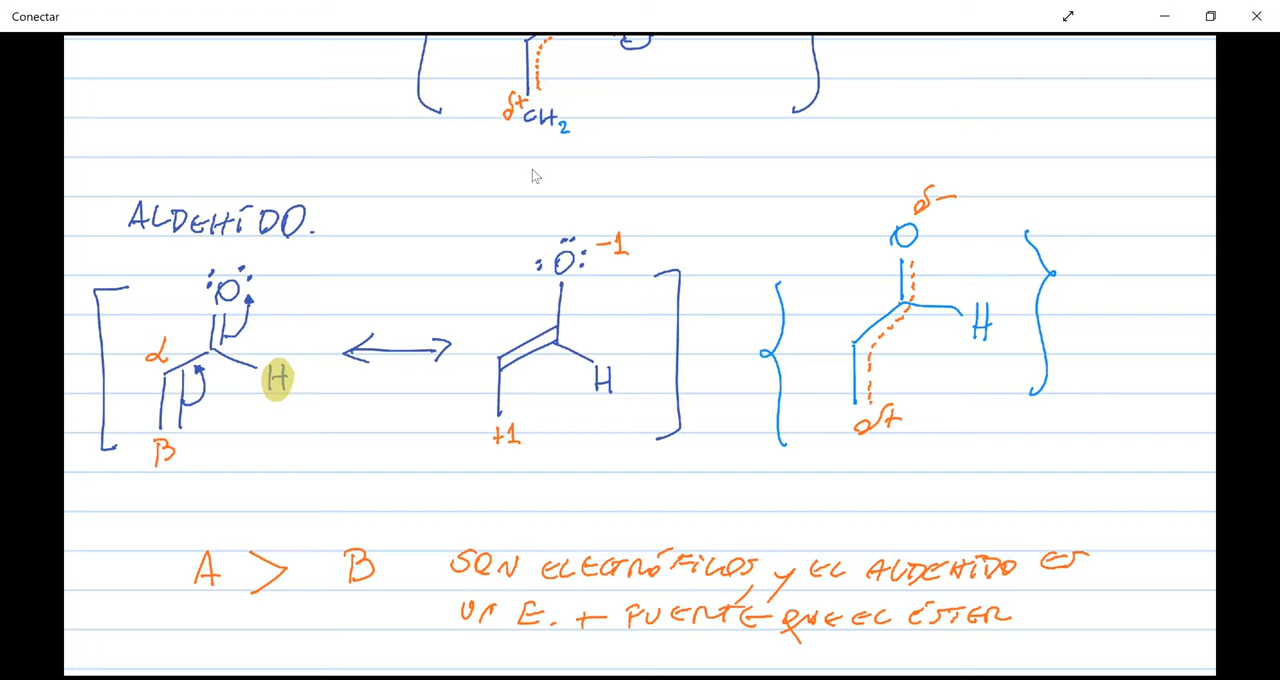 Conectar
δ+ CH2
ALDEHÍDO.
δ-
O
O -1
O
α
H
H
H
+1
δ+
β
A > B SON ELECTRÓFILOS y EL ALDEHÍDO ES
UN E. + FUERTE QUE EL ÉSTER